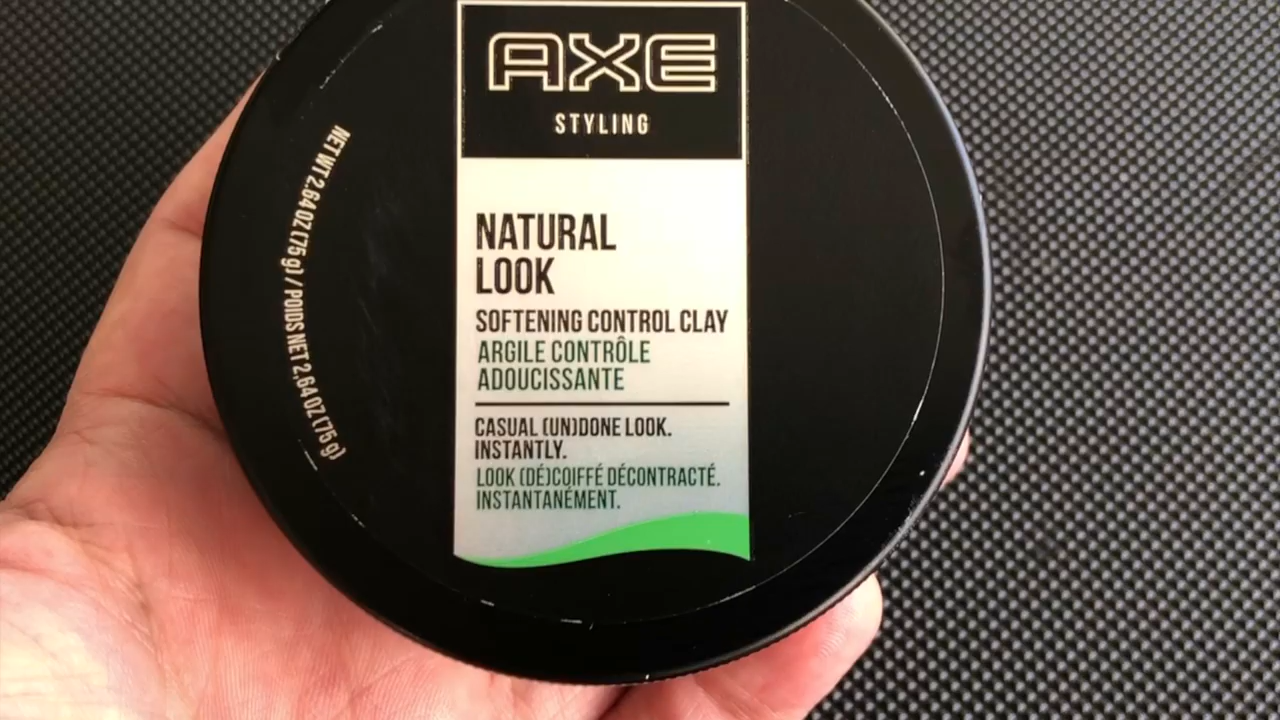 AXE
STYLING
NATURAL
LOOK
SOFTENING CONTROL CLAY
ARGILE CONTRÔLE
ADOUCISSANTE
CASUAL (UN)DONE LOOK.
INSTANTLY.
LOOK (DÉ)COIFFÉ DÉCONTRACTÉ.
INSTANTANÉMENT.
NET WT 2.64 OZ (75 g) / POIDS NET 2,64 OZ (75 g)